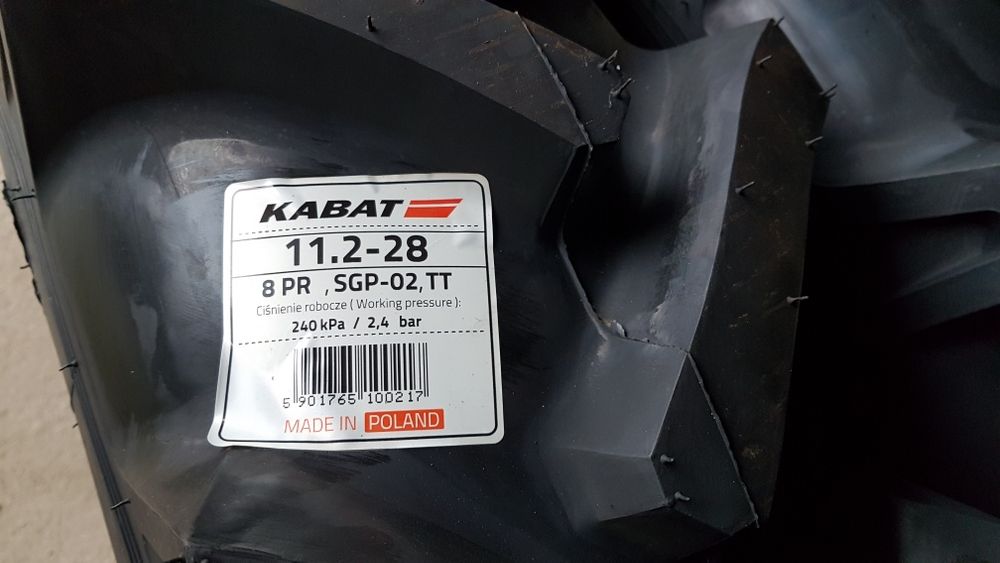 KABAT
11.2-28
8 PR , SGP-02, TT
Ciśnienie robocze ( Working pressure ):
240 kPa / 2,4 bar
5 901765 100217
MADE IN POLAND